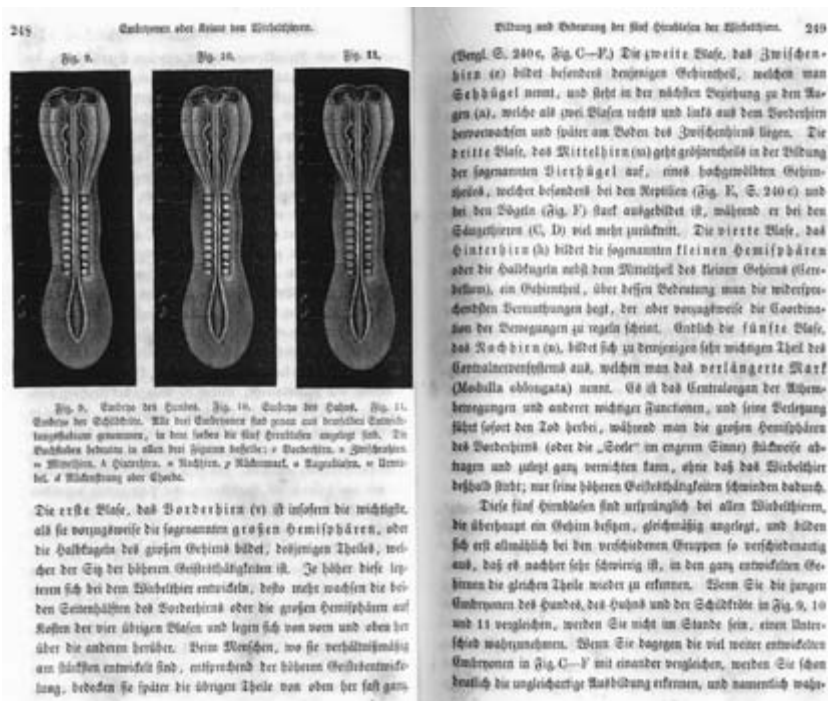 248 Embryonen oder Keime von Wirbelthieren.
Fig. 9. Fig. 10. Fig. 11.
Fig. 9. Embryo des Hundes. Fig. 10. Embryo des Huhns. Fig. 11.
Embryo der Schildkröte. Alle drei Embryonen sind genau aus demselben Entwicke-
lungsstadium genommen, in dem soeben die fünf Hirnblasen angelegt sind. Die
Buchstaben bedeuten in allen drei Figuren dasselbe: v Vorderhirn. z Zwischenhirn.
m Mittelhirn. h Hinterhirn. n Nachhirn. p Rückenmark. a Augenblasen. w Urwir-
bel. d Rückenstrang oder Chorda.
Die erste Blase, das Vorderhirn (v) ist insofern die wichtigste,
als sie vorzugsweise die sogenannten großen Hemisphären, oder
die Halbkugeln des großen Gehirns bildet, desjenigen Theiles, wel-
cher der Sitz der höheren Geistesthätigkeiten ist. Je höher diese letz-
teren sich bei dem Wirbelthier entwickeln, desto mehr wachsen die bei-
den Seitenhälften des Vorderhirns oder die großen Hemisphären auf
Kosten der vier übrigen Blasen und legen sich von vorn und oben her
über die anderen herüber. Beim Menschen, wo sie verhältnißmäßig
am stärksten entwickelt sind, entsprechend der höheren Geistesentwicke-
lung, bedecken sie später die übrigen Theile von oben her fast ganz.
Bildung und Bedeutung der fünf Hirnblasen der Wirbelthiere. 249
(Vergl. S. 240c, Fig. C—F.) Die zweite Blase, das Zwischen-
hirn (z) bildet besonders denjenigen Gehirntheil, welchen man
Sehhügel nennt, und steht in der nächsten Beziehung zu den Au-
gen (a), welche als zwei Blasen rechts und links aus dem Vorderhirn
hervorwachsen und später am Boden des Zwischenhirns liegen. Die
dritte Blase, das Mittelhirn (m) geht größtentheils in der Bildung
der sogenannten Vierhügel auf, eines hochgewölbten Gehirn-
theiles, welcher besonders bei den Reptilien (Fig. E, S. 240c) und
bei den Vögeln (Fig. F) stark ausgebildet ist, während er bei den
Säugethieren (C, D) viel mehr zurücktritt. Die vierte Blase, das
Hinterhirn (h) bildet die sogenannten kleinen Hemisphären
oder die Halbkugeln nebst dem Mitteltheil des kleinen Gehirns (Cere-
bellum), ein Gehirntheil, über dessen Bedeutung man die widerspre-
chendsten Vermuthungen hegt, der aber vorzugsweise die Coordina-
tion der Bewegungen zu regeln scheint. Endlich die fünfte Blase,
das Nachhirn (n), bildet sich zu demjenigen sehr wichtigen Theil des
Centralnervensystems aus, welchen man das verlängerte Mark
(Medulla oblongata) nennt. Es ist das Centralorgan der Athem-
bewegungen und anderer wichtiger Functionen, und seine Verletzung
führt sofort den Tod herbei, während man die großen Hemisphären
des Vorderhirns (oder die „Seele“ im engeren Sinne) stückweise ab-
tragen und zuletzt ganz vernichten kann, ohne daß das Wirbelthier
deßhalb stirbt; nur seine höheren Geistesthätigkeiten schwinden dadurch.
Diese fünf Hirnblasen sind ursprünglich bei allen Wirbelthieren,
die überhaupt ein Gehirn besitzen, gleichmäßig angelegt, und bilden
sich erst allmählich bei den verschiedenen Gruppen so verschiedenartig
aus, daß es nachher sehr schwierig ist, in den ganz entwickelten Ge-
hirnen die gleichen Theile wieder zu erkennen. Wenn Sie die jungen
Embryonen des Hundes, des Huhns und der Schildkröte in Fig. 9, 10
und 11 vergleichen, werden Sie nicht im Stande sein, einen Unter-
schied wahrzunehmen. Wenn Sie dagegen die viel weiter entwickelten
Embryonen in Fig. C—F mit einander vergleichen, werden Sie schon
deutlich die ungleichartige Ausbildung erkennen, und namentlich wahr-